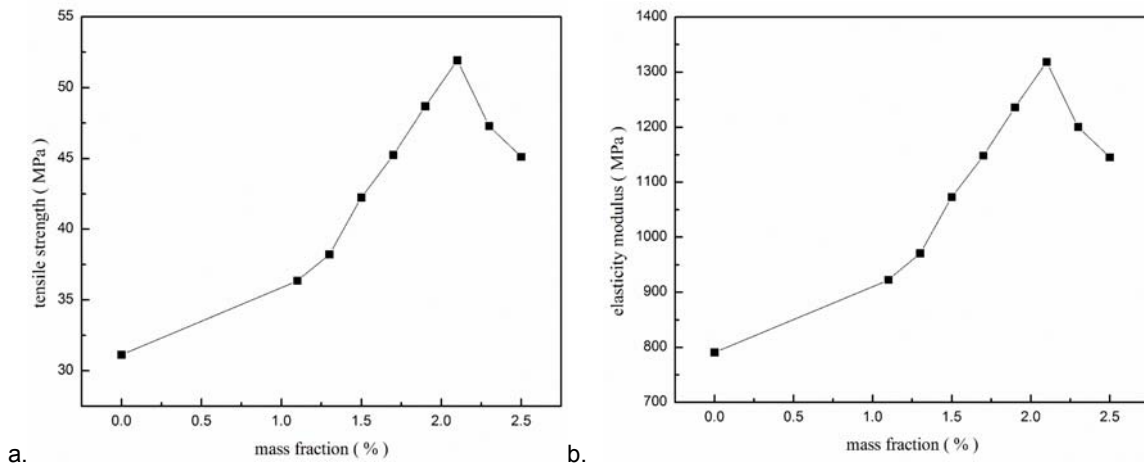 55
50
45
40
35
30
tensile strength ( MPa )
0.0 0.5 1.0 1.5 2.0 2.5
mass fraction ( % )
a.
1400
1300
1200
1100
1000
900
800
700
elasticity modulus ( MPa )
0.0 0.5 1.0 1.5 2.0 2.5
mass fraction ( % )
b.